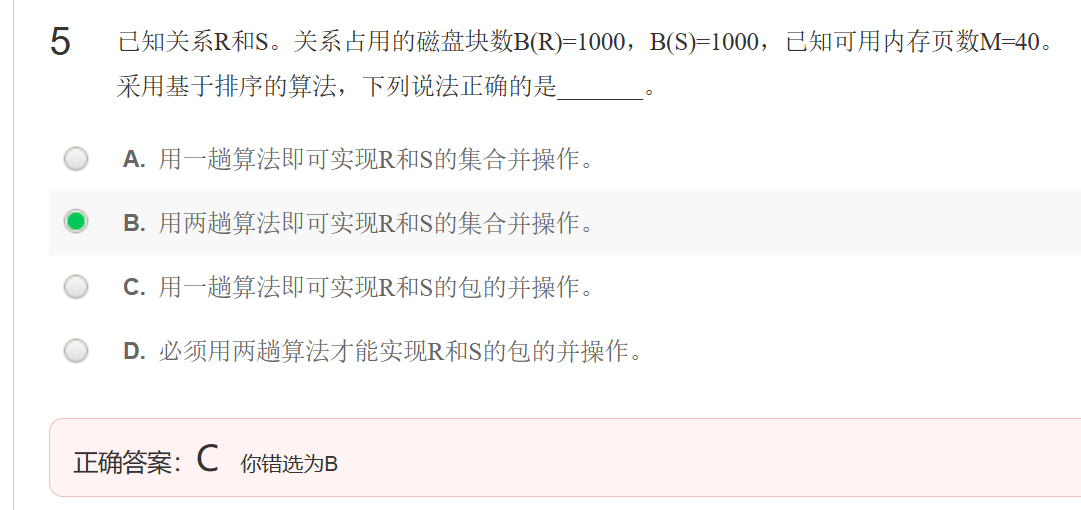 5 已知关系R和S。关系占用的磁盘块数B(R)=1000，B(S)=1000，已知可用内存页数M=40。
采用基于排序的算法，下列说法正确的是_______。
A. 用一趟算法即可实现R和S的集合并操作。
B. 用两趟算法即可实现R和S的集合并操作。
C. 用一趟算法即可实现R和S的包的并操作。
D. 必须用两趟算法才能实现R和S的包的并操作。
正确答案：C 你错选为B